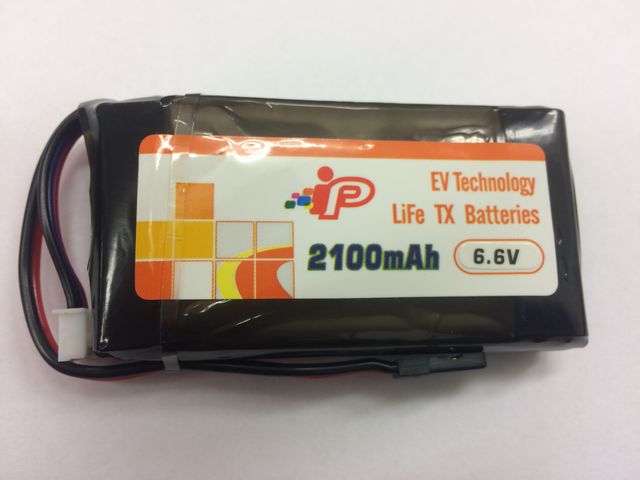 iP
EV Technology
LiFe TX Batteries
2100mAh
6.6V